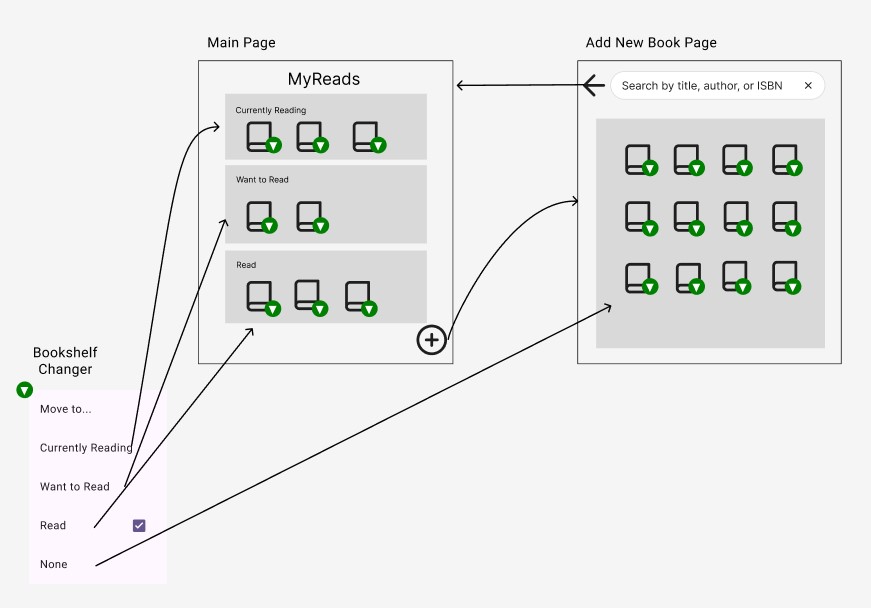 Main Page
Add New Book Page
MyReads
Search by title, author, or ISBN
Currently Reading
Want to Read
Read
Bookshelf
Changer
Move to...
Currently Reading
Want to Read
Read
None